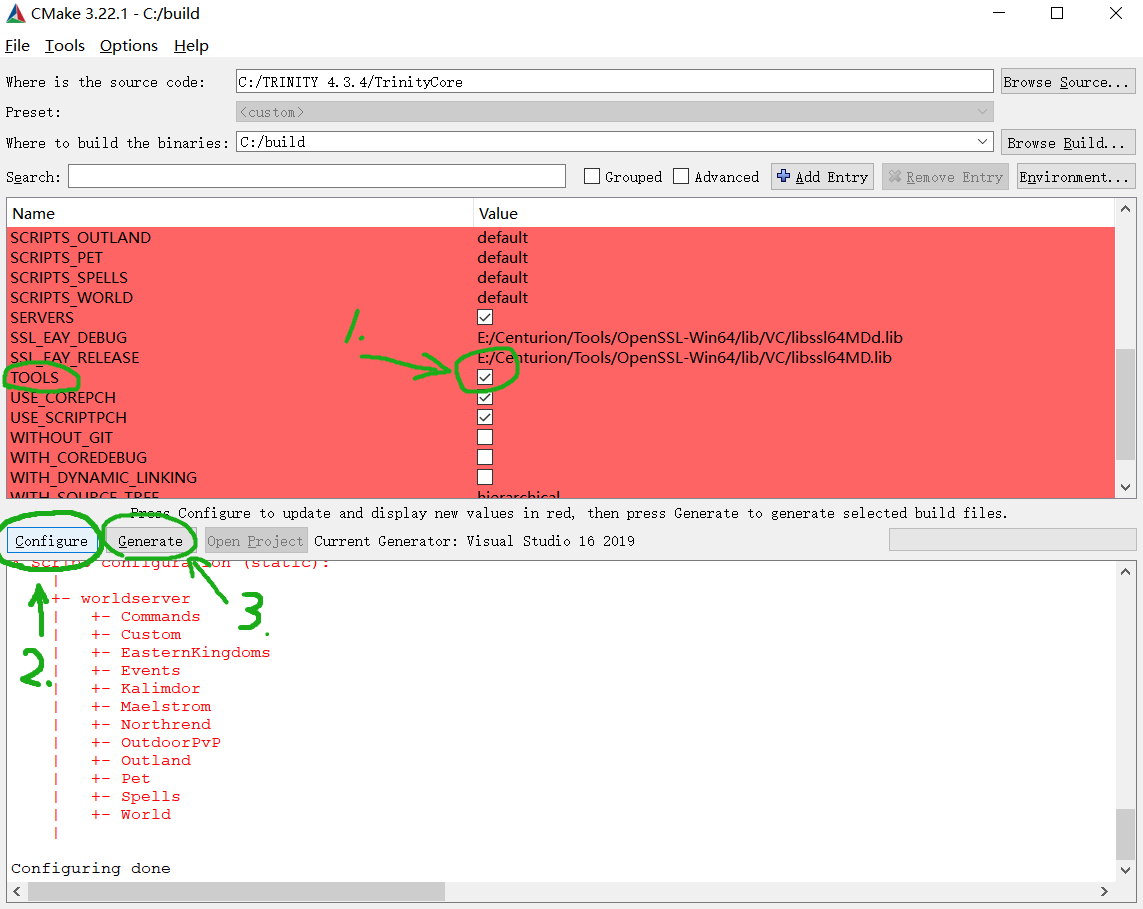 CMake 3.22.1 - C:/build
File Tools Options Help
Where is the source code: C:/TRINITY 4.3.4/TrinityCore Browse Source...
Preset: <custom>
Where to build the binaries: C:/build Browse Build...
Search: Grouped Advanced Add Entry Remove Entry Environment...
Name Value
SCRIPTS_OUTLAND default
SCRIPTS_PET default
SCRIPTS_SPELLS default
SCRIPTS_WORLD default
SERVERS
SSL_EAY_DEBUG E:/Centurion/Tools/OpenSSL-Win64/lib/VC/libssl64MDd.lib
SSL_EAY_RELEASE E:/Centurion/Tools/OpenSSL-Win64/lib/VC/libssl64MD.lib
1.
TOOLS
USE_COREPCH
USE_SCRIPTPCH
WITHOUT_GIT
WITH_COREDEBUG
WITH_DYNAMIC_LINKING
WITH_SOURCE_TREE hierarchical
Press Configure to update and display new values in red, then press Generate to generate selected build files.
Configure Generate Open Project Current Generator: Visual Studio 16 2019
* Script configuration (static):
|
+- worldserver
| +- Commands
| +- Custom
| +- EasternKingdoms
| +- Events
| +- Kalimdor
| +- Maelstrom
| +- Northrend
| +- OutdoorPvP
| +- Outland
| +- Pet
| +- Spells
| +- World
|
3.
2.
Configuring done